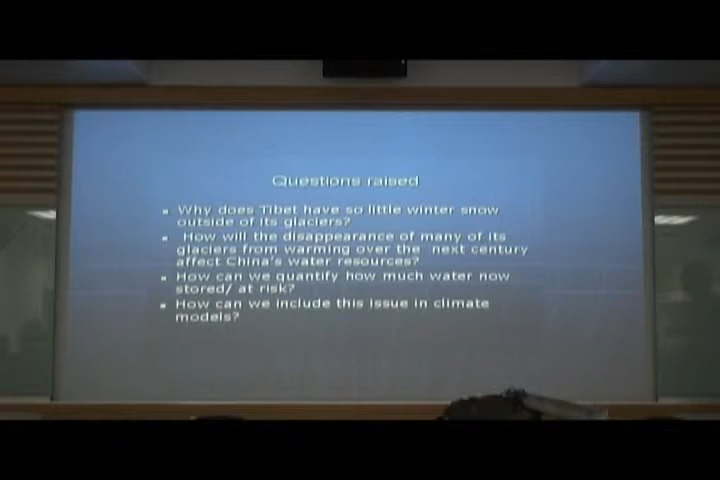 Questions raised
Why does Tibet have so little winter snow
outside of its glaciers?
How will the disappearance of many of its
glaciers from warming over the next century
affect China's water resources?
How can we quantify how much water now
stored/ at risk?
How can we include this issue in climate
models?